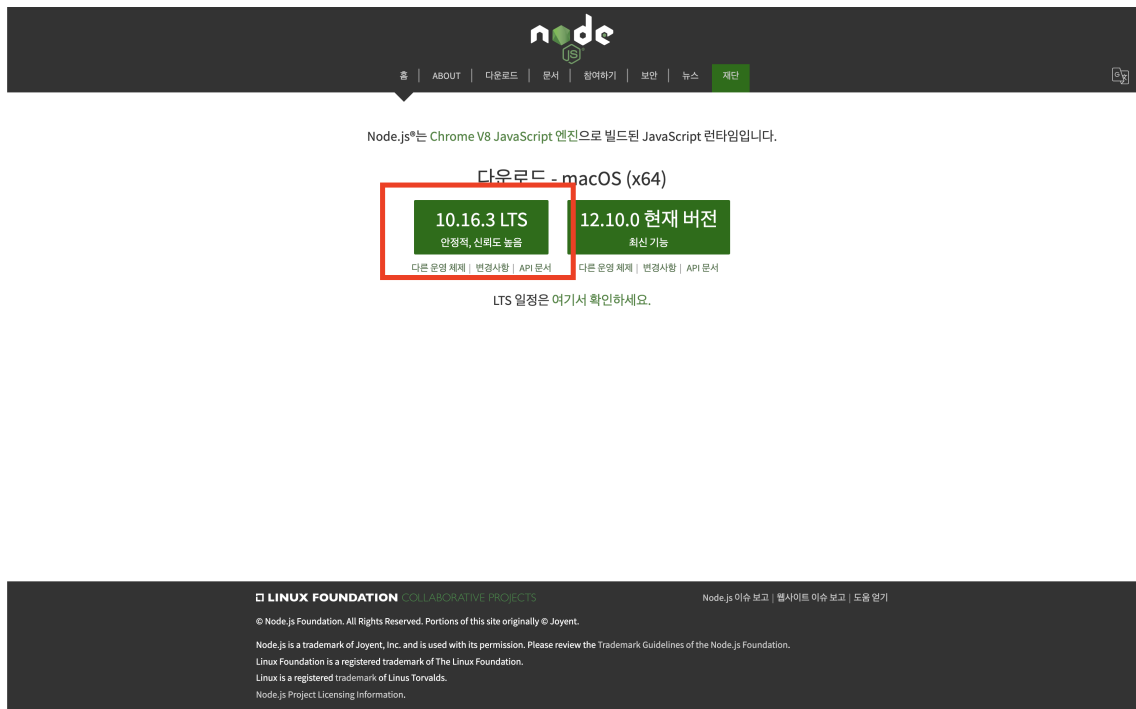 node
JS
홈 | ABOUT | 다운로드 | 문서 | 참여하기 | 보안 | 뉴스 재단
Node.js®는 Chrome V8 JavaScript 엔진으로 빌드된 JavaScript 런타임입니다.
다운로드 - macOS (x64)
10.16.3 LTS
안정적, 신뢰도 높음
다른 운영 체제 | 변경사항 | API 문서
12.10.0 현재 버전
최신 기능
다른 운영 체제 | 변경사항 | API 문서
LTS 일정은 여기서 확인하세요.
LINUX FOUNDATION COLLABORATIVE PROJECTS
Node.js 이슈 보고 | 웹사이트 이슈 보고 | 도움 얻기
© Node.js Foundation. All Rights Reserved. Portions of this site originally © Joyent.
Node.js is a trademark of Joyent, Inc. and is used with its permission. Please review the Trademark Guidelines of the Node.js Foundation.
Linux Foundation is a registered trademark of The Linux Foundation.
Linux is a registered trademark of Linus Torvalds.
Node.js Project Licensing Information.